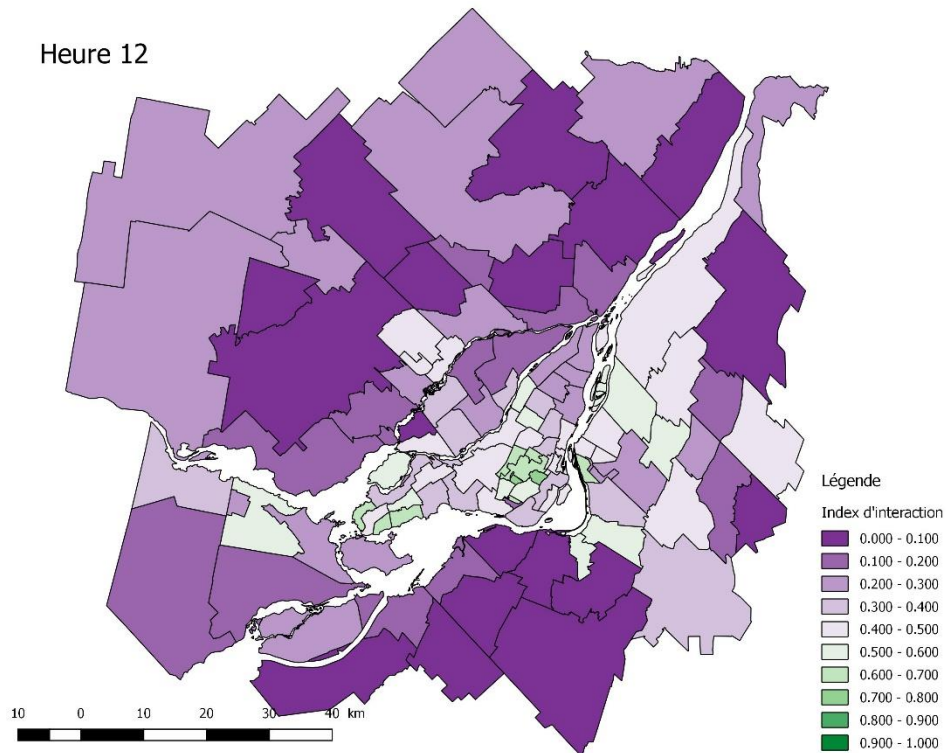 Heure 12
Légende
Index d'interaction
0.000 - 0.100
0.100 - 0.200
0.200 - 0.300
0.300 - 0.400
0.400 - 0.500
0.500 - 0.600
0.600 - 0.700
0.700 - 0.800
0.800 - 0.900
0.900 - 1.000
10 0 10 20 30 40 km